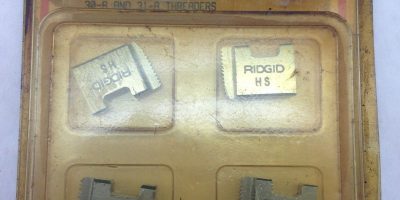 30-A AND 31-A THREADERS
RIDGID
HS
RIDGID
HS